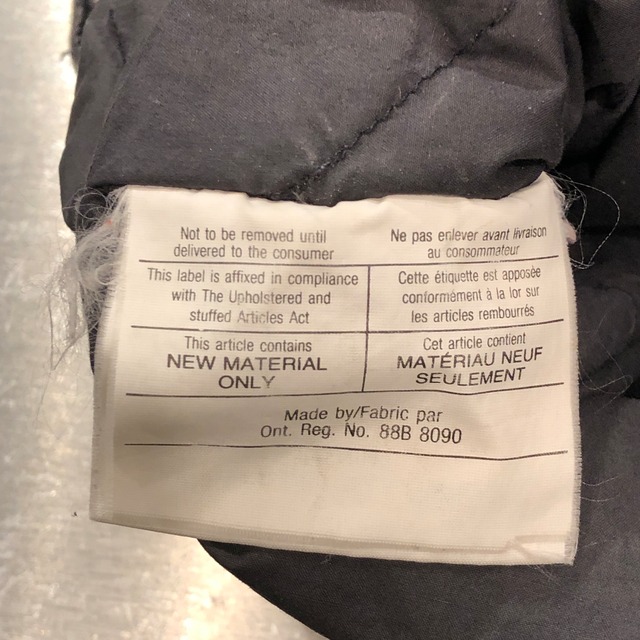 Not to be removed until
delivered to the consumer
Ne pas enlever avant livraison
au consommateur
This label is affixed in compliance
with The Upholstered and
stuffed Articles Act
Cette étiquette est apposée
conformément à la lor sur
les articles rembourrés
This article contains
NEW MATERIAL
ONLY
Cet article contient
MATÉRIAU NEUF
SEULEMENT
Made by/Fabric par
Ont. Reg. No. 88B 8090